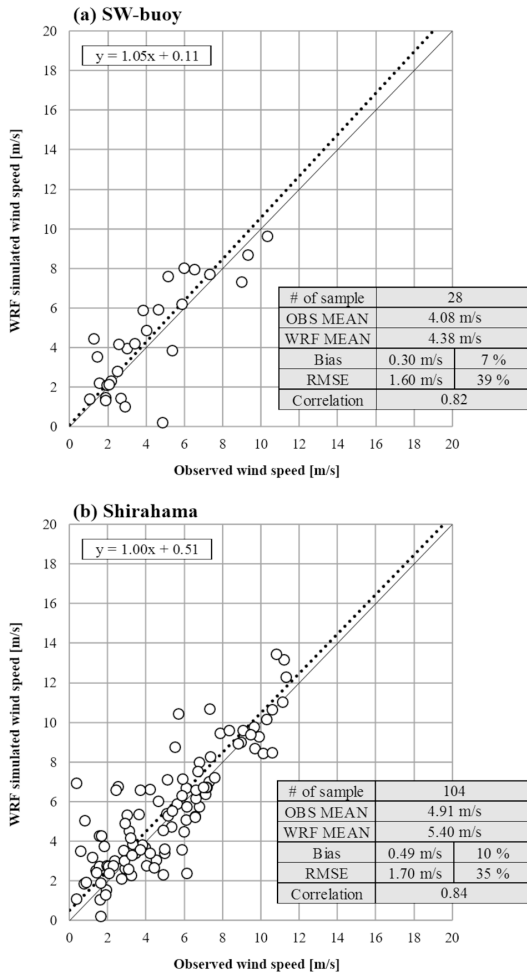 (a) SW-buoy
20
18
16
14
12
10
8
6
4
2
0
WRF simulated wind speed [m/s]
y = 1.05x + 0.11
# of sample 28
OBS MEAN 4.08 m/s
WRF MEAN 4.38 m/s
Bias 0.30 m/s 7 %
RMSE 1.60 m/s 39 %
Correlation 0.82
0 2 4 6 8 10 12 14 16 18 20
Observed wind speed [m/s]
(b) Shirahama
20
18
16
14
12
10
8
6
4
2
0
WRF simulated wind speed [m/s]
y = 1.00x + 0.51
# of sample 104
OBS MEAN 4.91 m/s
WRF MEAN 5.40 m/s
Bias 0.49 m/s 10 %
RMSE 1.70 m/s 35 %
Correlation 0.84
0 2 4 6 8 10 12 14 16 18 20
Observed wind speed [m/s]